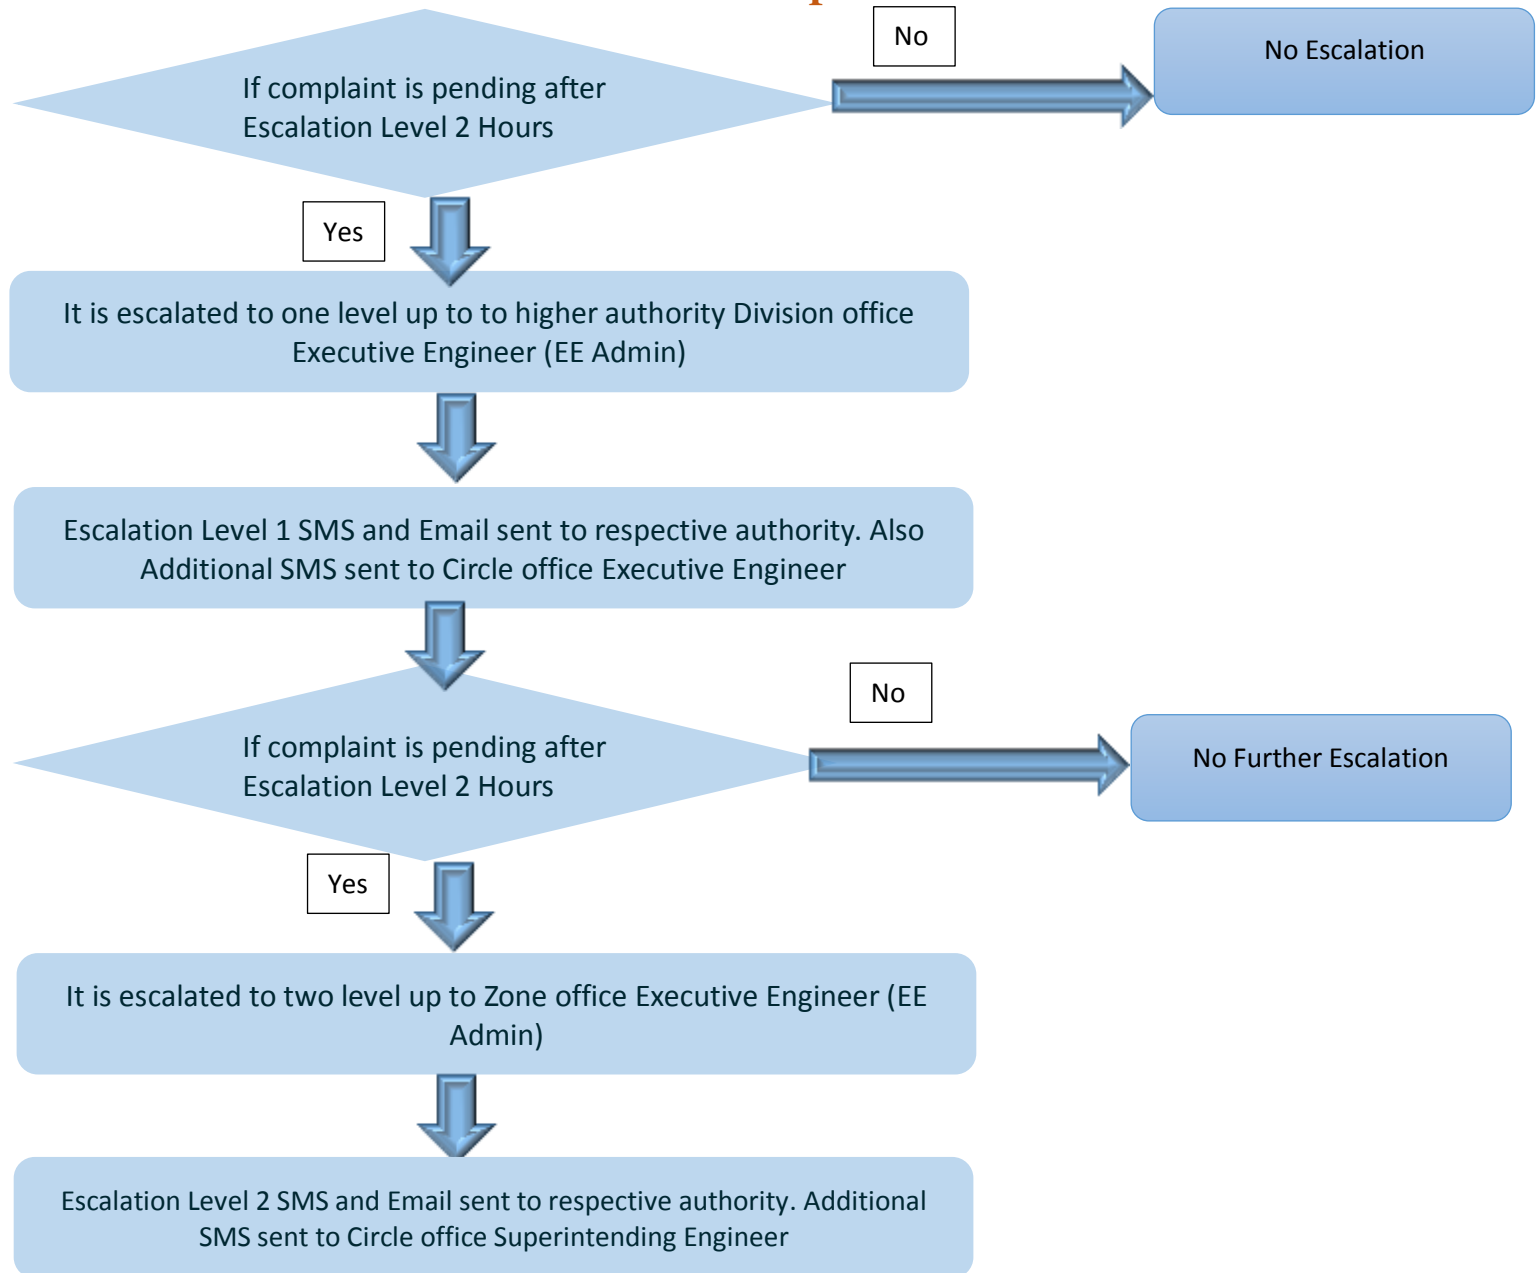 No
No Escalation
If complaint is pending after
Escalation Level 2 Hours
Yes
It is escalated to one level up to to higher authority Division office
Executive Engineer (EE Admin)
Escalation Level 1 SMS and Email sent to respective authority. Also
Additional SMS sent to Circle office Executive Engineer
No
No Further Escalation
If complaint is pending after
Escalation Level 2 Hours
Yes
It is escalated to two level up to Zone office Executive Engineer (EE
Admin)
Escalation Level 2 SMS and Email sent to respective authority. Additional
SMS sent to Circle office Superintending Engineer